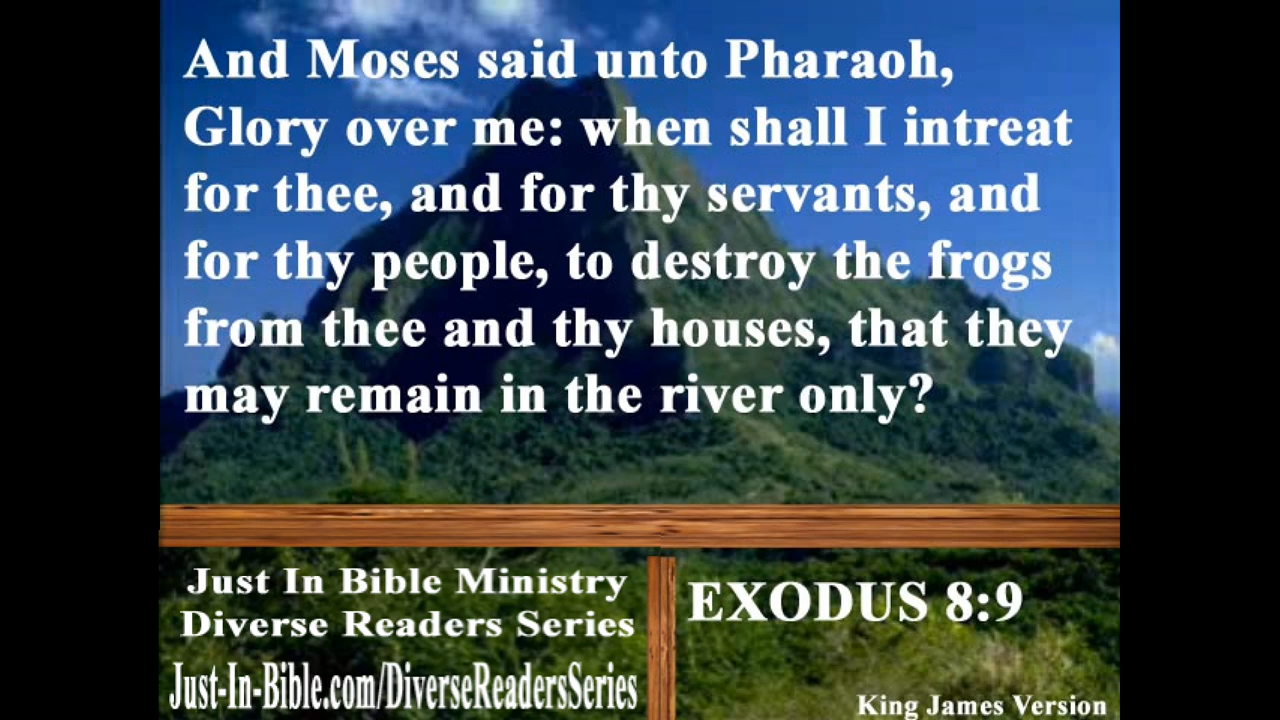 And Moses said unto Pharaoh,
Glory over me: when shall I intreat
for thee, and for thy servants, and
for thy people, to destroy the frogs
from thee and thy houses, that they
may remain in the river only?
Just In Bible Ministry
Diverse Readers Series
Just-In-Bible.com/DiverseReadersSeries
EXODUS 8:9
King James Version